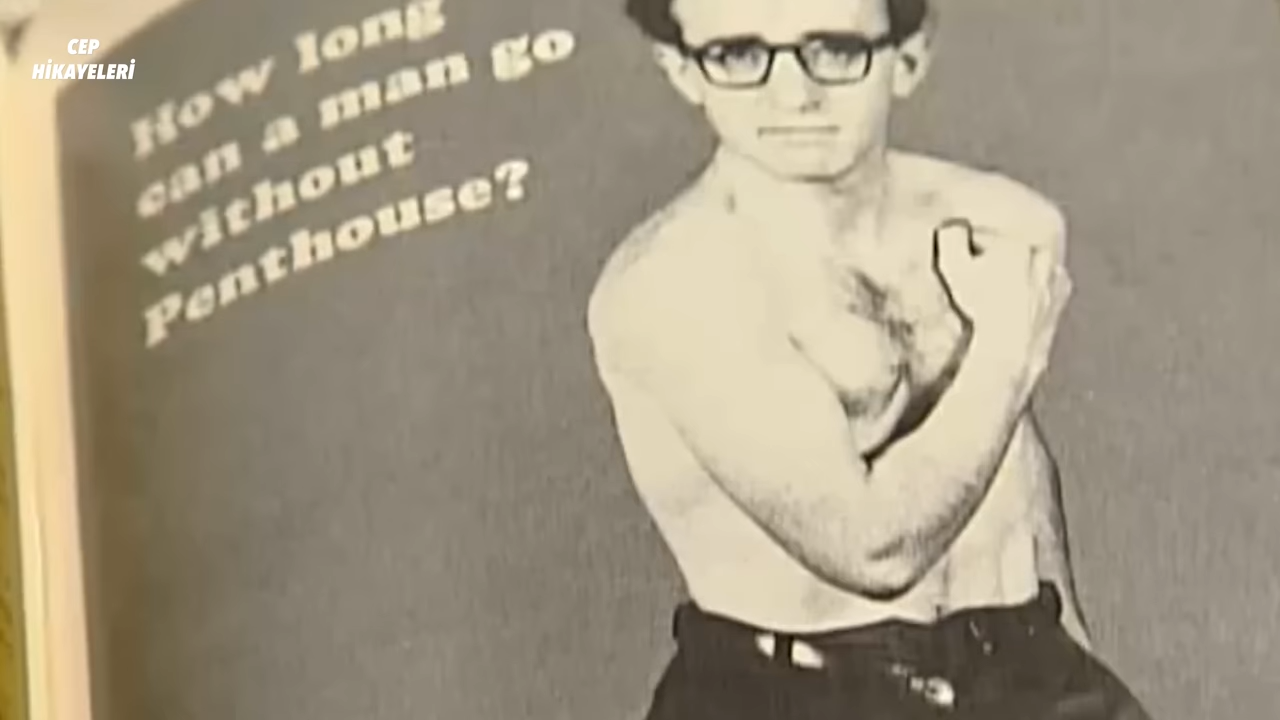 CEP
HİKAYELERİ
How long
can a man go
without
Penthouse?